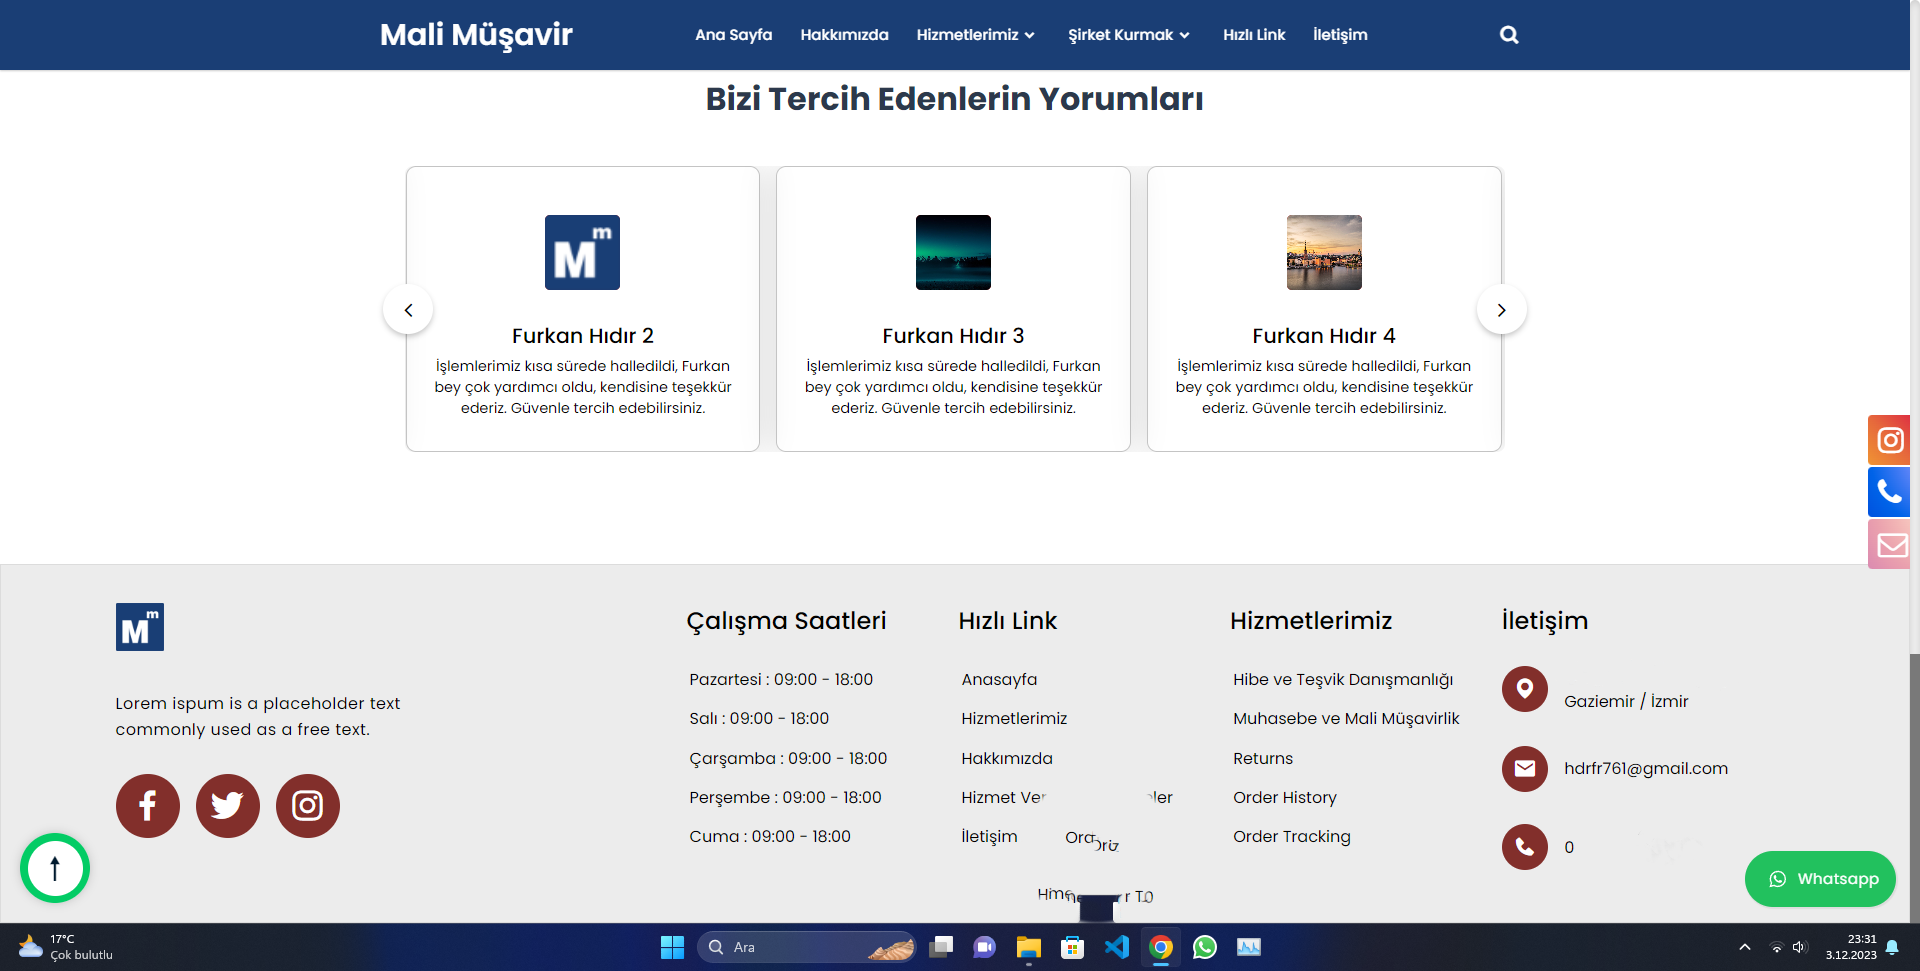 Mali Müşavir
Ana Sayfa
Hakkımızda
Hizmetlerimiz
Şirket Kurmak
Hızlı Link
İletişim
Bizi Tercih Edenlerin Yorumları
M m
Furkan Hıdır 2
İşlemlerimiz kısa sürede halledildi, Furkan
bey çok yardımcı oldu, kendisine teşekkür
ederiz. Güvenle tercih edebilirsiniz.
Furkan Hıdır 3
İşlemlerimiz kısa sürede halledildi, Furkan
bey çok yardımcı oldu, kendisine teşekkür
ederiz. Güvenle tercih edebilirsiniz.
Furkan Hıdır 4
İşlemlerimiz kısa sürede halledildi, Furkan
bey çok yardımcı oldu, kendisine teşekkür
ederiz. Güvenle tercih edebilirsiniz.
M m
Lorem ispum is a placeholder text
commonly used as a free text.
Çalışma Saatleri
Pazartesi : 09:00 - 18:00
Salı : 09:00 - 18:00
Çarşamba : 09:00 - 18:00
Perşembe : 09:00 - 18:00
Cuma : 09:00 - 18:00
Hızlı Link
Anasayfa
Hizmetlerimiz
Hakkımızda
Hizmet
İletişim
Hizmetlerimiz
Hibe ve Teşvik Danışmanlığı
Muhasebe ve Mali Müşavirlik
Returns
Order History
Order Tracking
İletişim
Gaziemir / İzmir
hdrfr761@gmail.com
0
Whatsapp
17°C
Çok bulutlu
Ara
23:31
3.12.2023